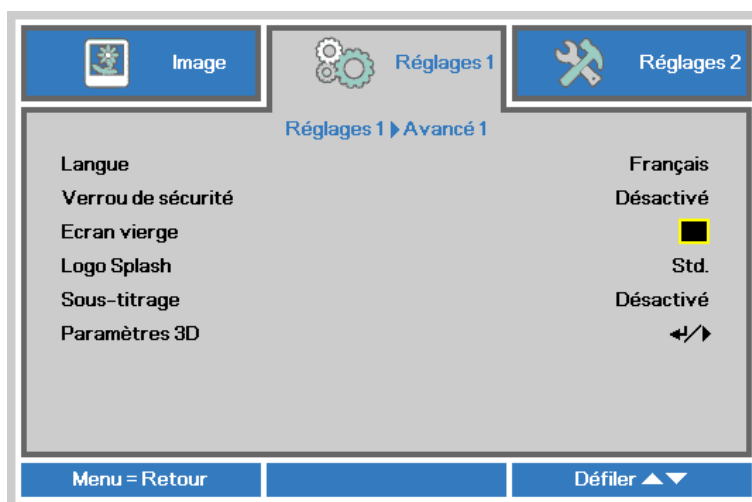 Image
Réglages 1
Réglages 2
Réglages 1 Avancé 1
Langue Français
Verrou de sécurité Désactivé
Ecran vierge
Logo Splash Std.
Sous-titrage Désactivé
Paramètres 3D
Menu = Retour
Défiler